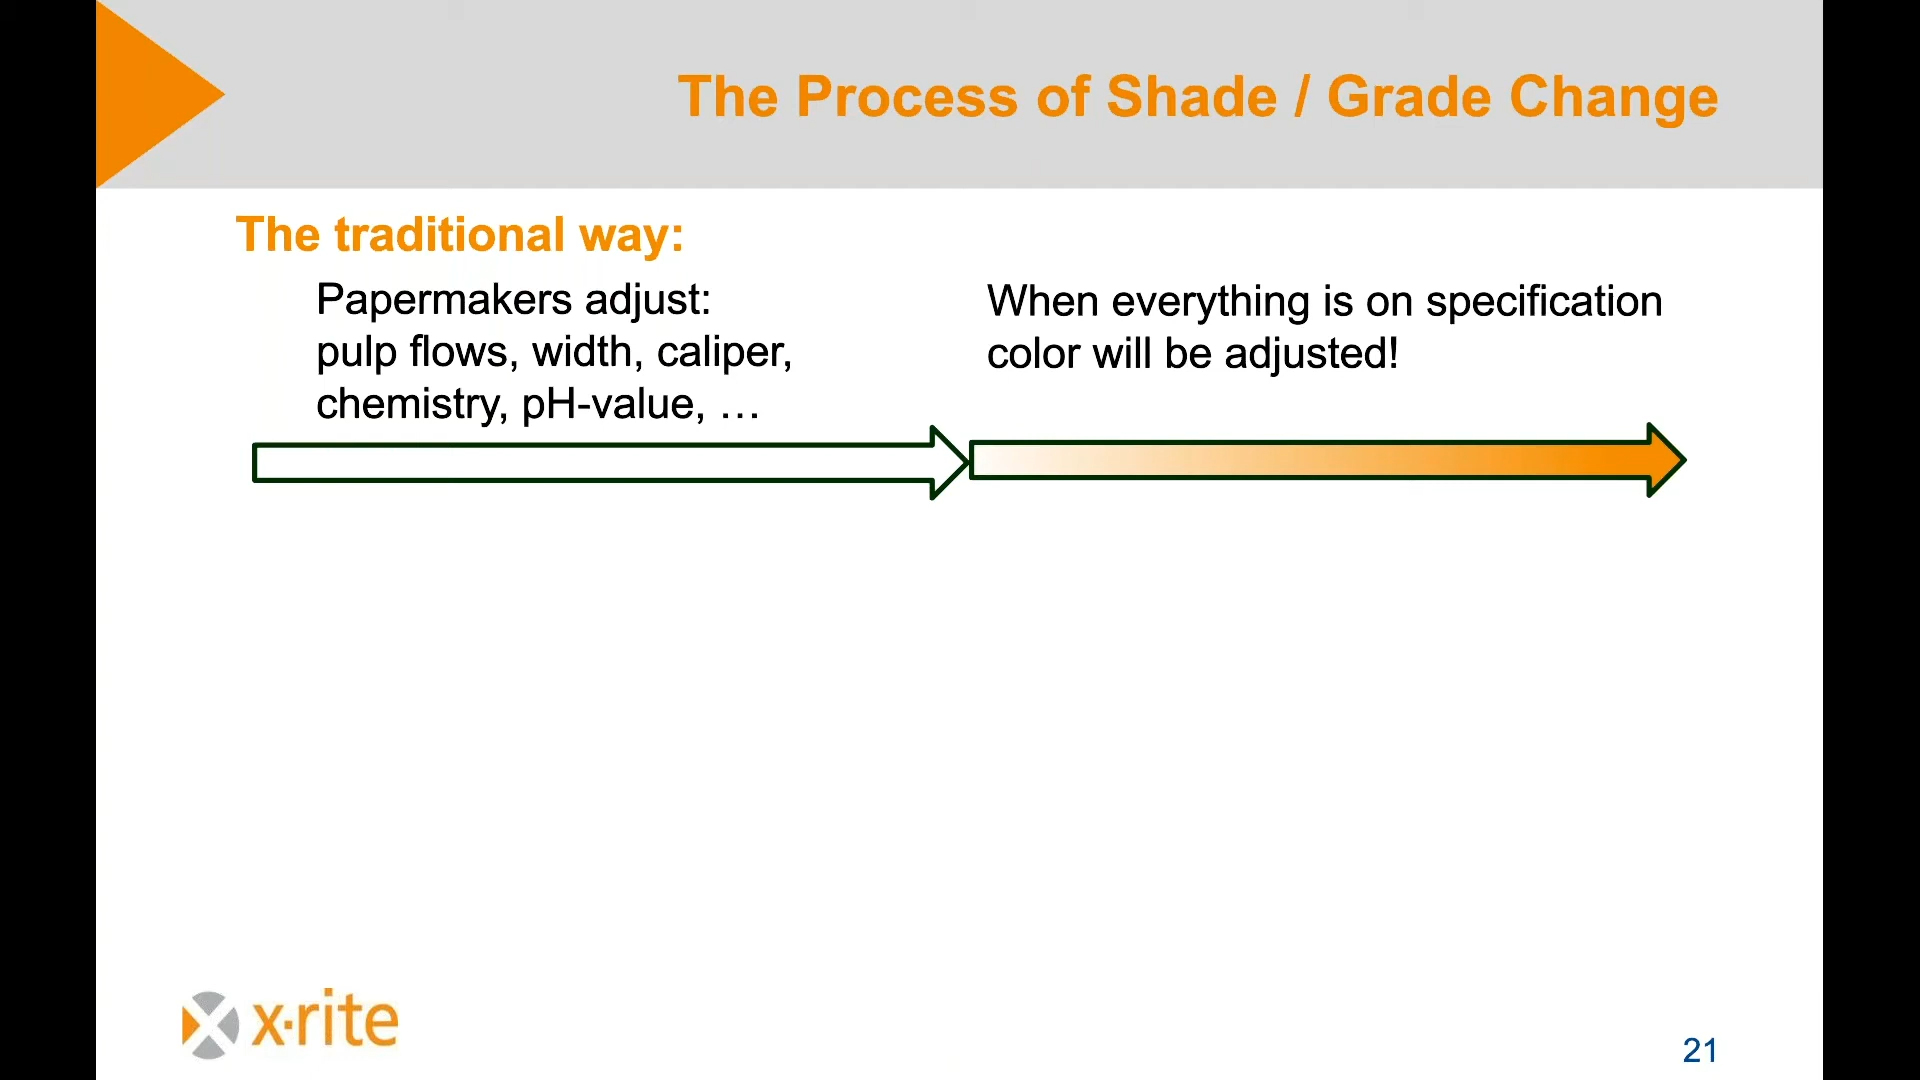 The Process of Shade / Grade Change
The traditional way:
Papermakers adjust:
pulp flows, width, caliper,
chemistry, pH-value, …
When everything is on specification
color will be adjusted!
x·rite
21